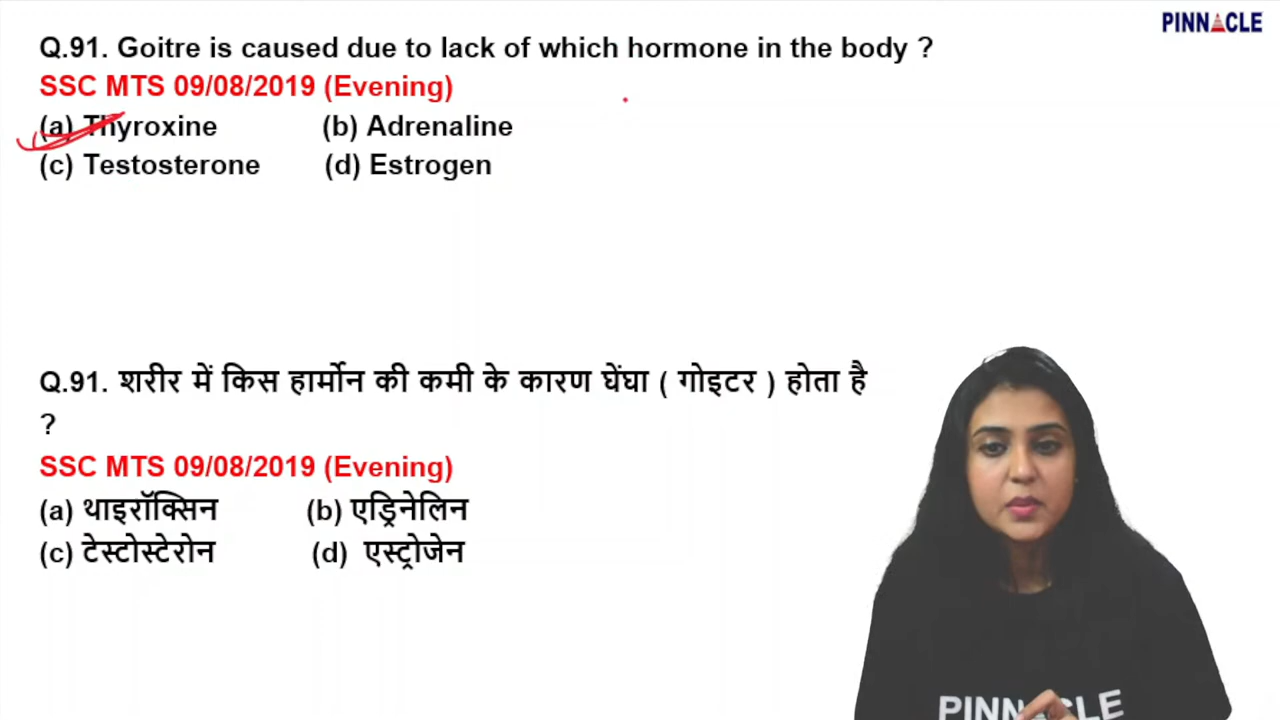 PINNACLE
Q.91. Goitre is caused due to lack of which hormone in the body ?
SSC MTS 09/08/2019 (Evening)
(a) Thyroxine (b) Adrenaline
(c) Testosterone (d) Estrogen
Q.91. शरीर में किस हार्मोन की कमी के कारण घेंघा ( गोइटर ) होता है
?
SSC MTS 09/08/2019 (Evening)
(a) थाइरॉक्सिन (b) एड्रिनेलिन
(c) टेस्टोस्टेरोन (d) एस्ट्रोजेन
PINNACLE